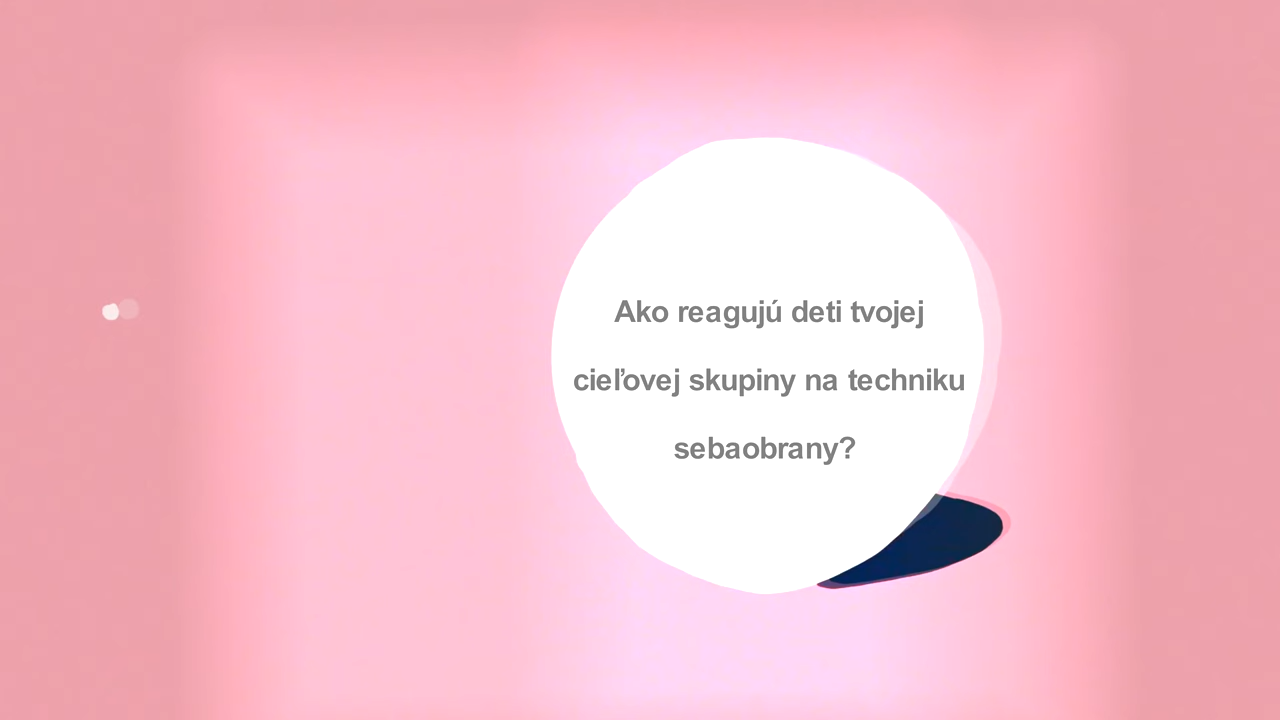 Ako reagujú deti tvojej
cieľovej skupiny na techniku
sebaobrany?